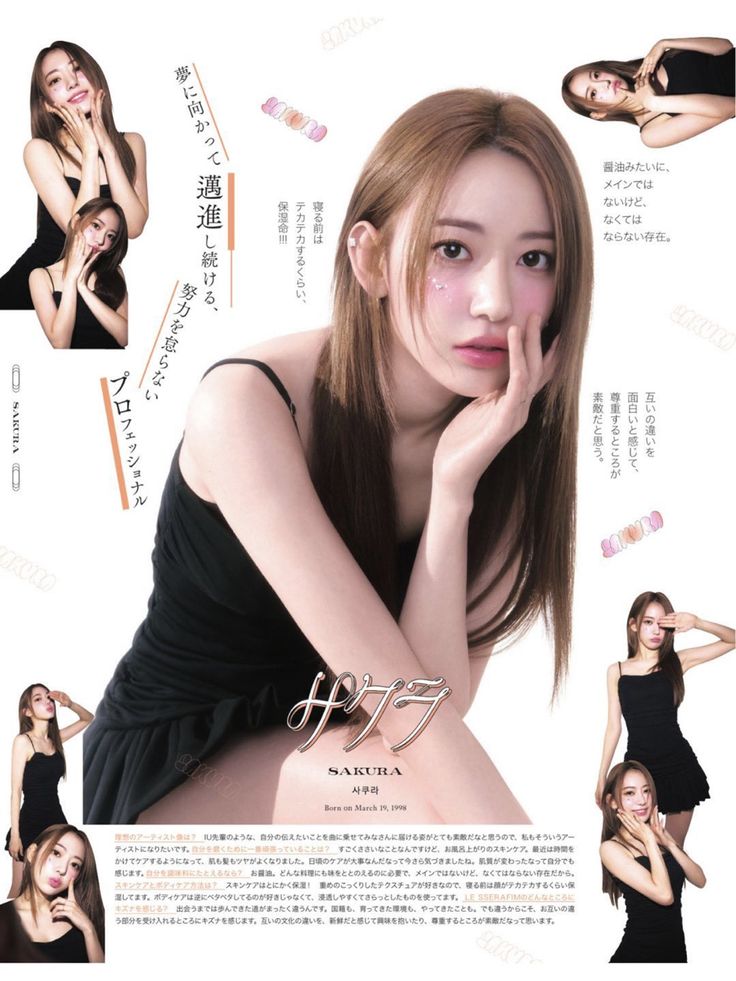 SAKURA
夢に向かって
邁進し続ける、
努力を怠らない
プロフェッショナル
SAKURA
寝る前は
テカテカするくらい、
保湿命!!!
醤油みたいに、
メインでは
ないけど、
なくては
ならない存在。
SAKURA
SAKURA
互いの違いを
面白いと感じて、
尊重するところが
素敵だと思う。
SAKURA
SAKURA
サクラ
SAKURA
사쿠라
Born on March 19, 1998
SAKURA
理想のアーティスト像は? IU先輩のような、自分の伝えたいことを曲に乗せてみなさんに届ける姿がとても素敵だなと思うので、私もそういうアー
ティストになりたいです。自分を磨くために一番頑張っていることは? すごくささいなことなんですけど、お風呂上がりのスキンケア。最近は時間を
かけてケアするようになって、肌も髪もツヤがよくなりました。日頃のケアが大事なんだって今さら気づきましたね。肌質が変わったなって自分でも
感じます。自分を調味料にたとえるなら? お醤油。どんな料理にも味をととのえるのに必要で、メインではないけど、なくてはならない存在だから。
スキンケアとボディケア方法は? スキンケアはとにかく保湿! 重めのこっくりしたテクスチュアが好きなので、寝る前は顔がテカテカするくらい保
湿してます。ボディケアは逆にベタベタしてるのが好きじゃなくて、浸透しやすくてさらっとしたものを使ってます。 LE SSERAFIMのどんなところに
キズナを感じる? 出会うまでは歩んできた道がまったく違うんです。国籍も、育ってきた環境も、やってきたことも。でも違うからこそ、お互いの違
う部分を受け入れるところにキズナを感じます。互いの文化の違いを、新鮮だと感じて興味を抱いたり、尊重するところが素敵だなって思います。
SAKURA